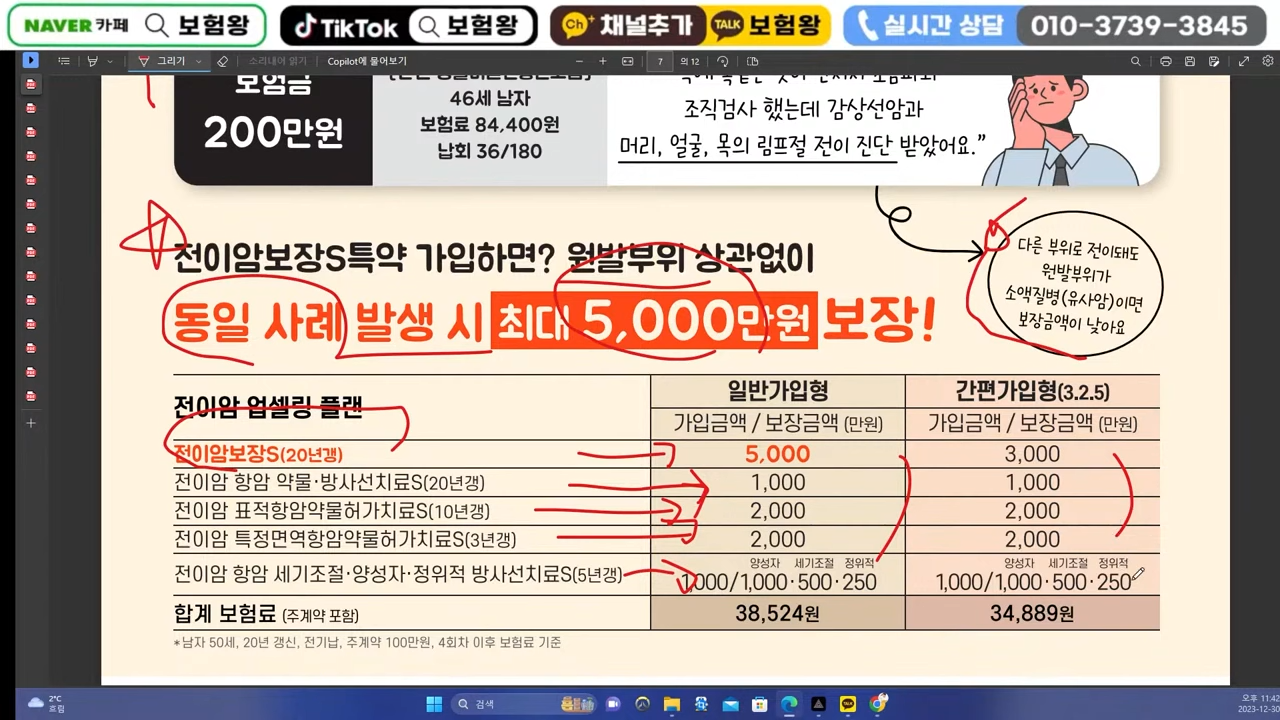 NAVER 카페 보험왕 TikTok 보험왕 Ch+ 채널추가 TALK 보험왕 실시간 상담 010-3739-3845
그리기 소리내어 읽기 Copilot에 물어보기 7 의 12
보험금
200만원
46세 남자
보험료 84,400원
납회 36/180
조직검사 했는데 갑상선암과
머리, 얼굴, 목의 림프절 전이 진단 받았어요."
전이암보장S특약 가입하면? 원발부위 상관없이
동일 사례 발생 시 최대 5,000만원 보장!
다른 부위로 전이돼도
원발부위가
소액질병(유사암)이면
보장금액이 낮아요
전이암 업셀링 플랜 일반가입형 간편가입형(3.2.5)
가입금액 / 보장금액 (만원) 가입금액 / 보장금액 (만원)
전이암보장S(20년갱) 5,000 3,000
전이암 항암 약물·방사선치료S(20년갱) 1,000 1,000
전이암 표적항암약물허가치료S(10년갱) 2,000 2,000
전이암 특정면역항암약물허가치료S(3년갱) 2,000 2,000
양성자 세기조절 정위적 양성자 세기조절 정위적
전이암 항암 세기조절·양성자·정위적 방사선치료S(5년갱) 1,000/1,000·500·250 1,000/1,000·500·250
합계 보험료 (주계약 포함) 38,524원 34,889원
*남자 50세, 20년 갱신, 전기납, 주계약 100만원, 4회차 이후 보험료 기준
2°C
흐림
검색
오후 11:42
2023-12-30